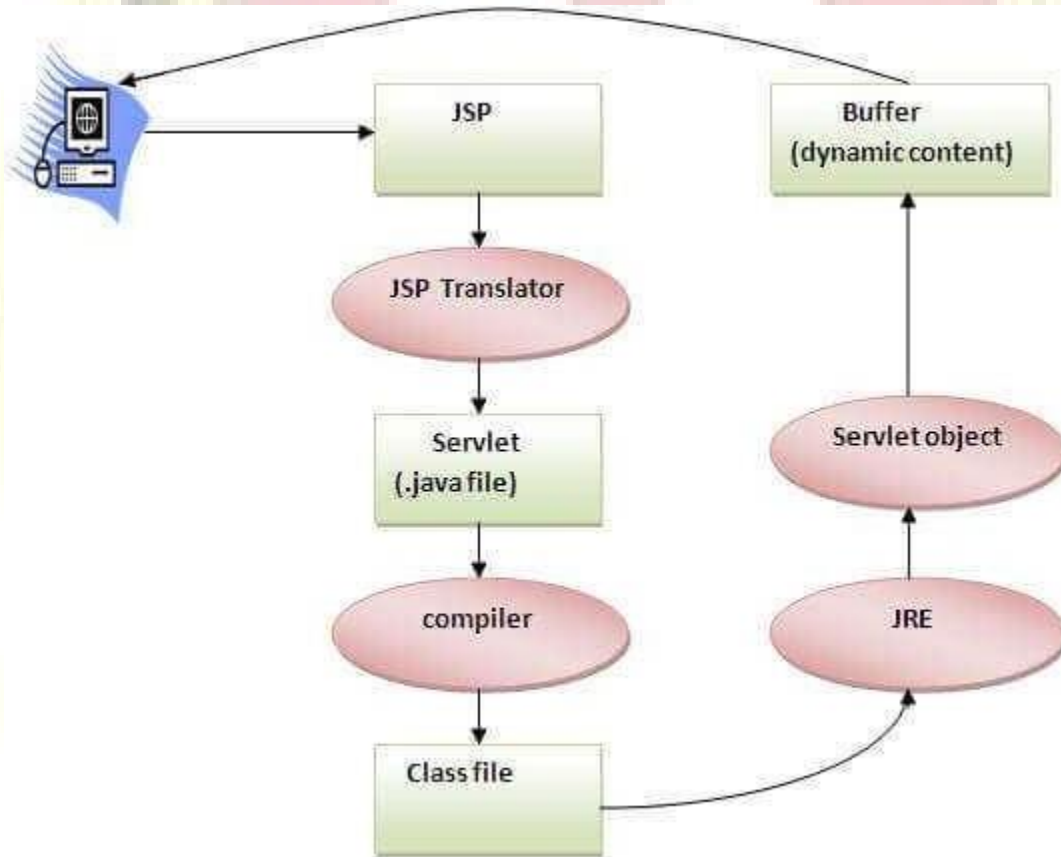 JSP
Buffer
(dynamic content)
JSP Translator
Servlet
(.java file)
Servlet object
compiler
JRE
Class file